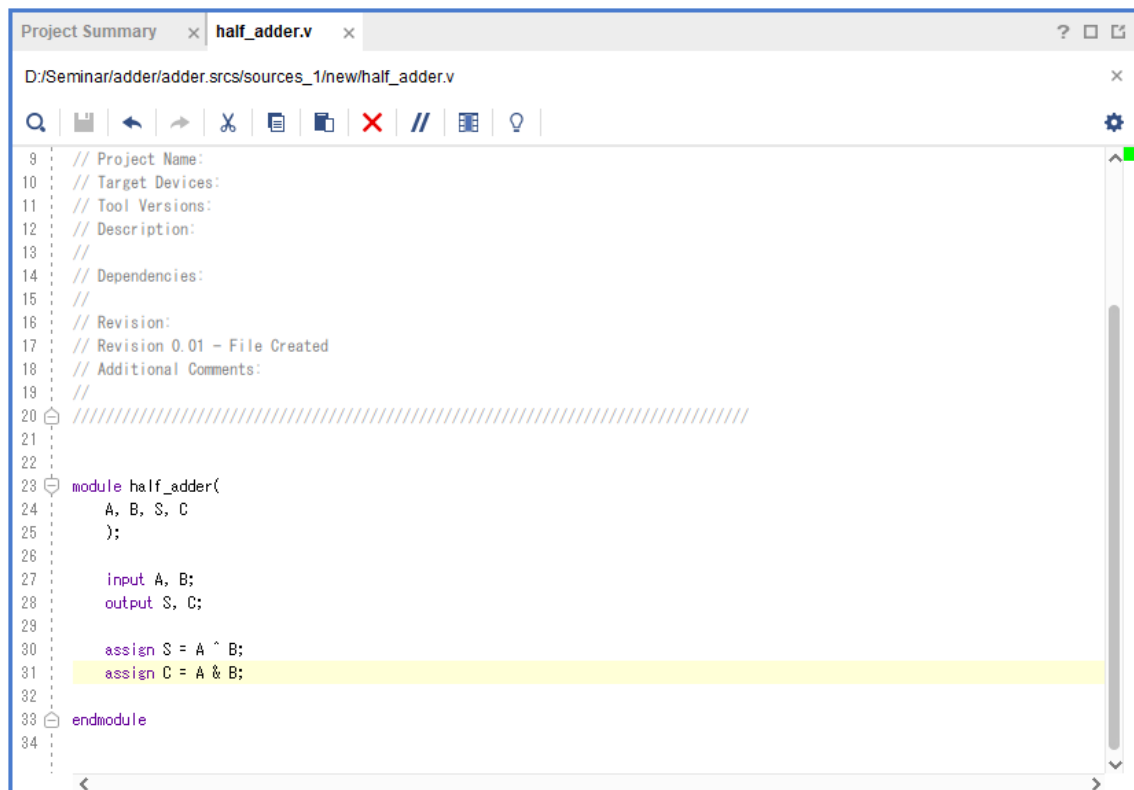 Project Summary × half_adder.v ×
D:/Seminar/adder/adder.srcs/sources_1/new/half_adder.v
9 // Project Name:
10 // Target Devices:
11 // Tool Versions:
12 // Description:
13 //
14 // Dependencies:
15 //
16 // Revision:
17 // Revision 0.01 - File Created
18 // Additional Comments:
19 //
20 //////////////////////////////////////////////////////////////////////////////////
21
22
23 module half_adder(
24 A, B, S, C
25 );
26
27 input A, B;
28 output S, C;
29
30 assign S = A ^ B;
31 assign C = A & B;
32
33 endmodule
34